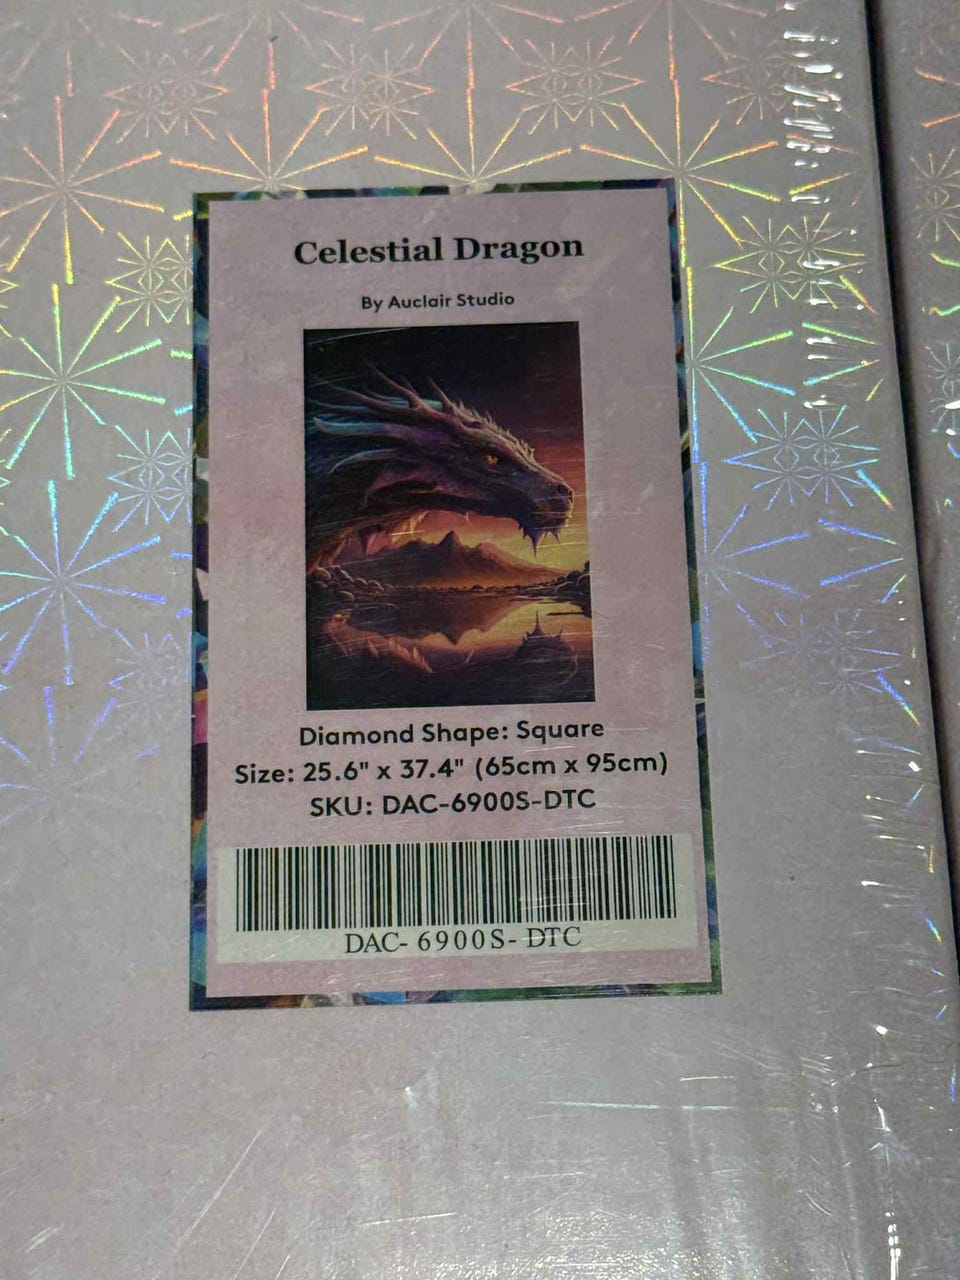 Celestial Dragon
By Auclair Studio
Diamond Shape: Square
Size: 25.6" x 37.4" (65cm x 95cm)
SKU: DAC-6900S-DTC
DAC- 6900S- DTC